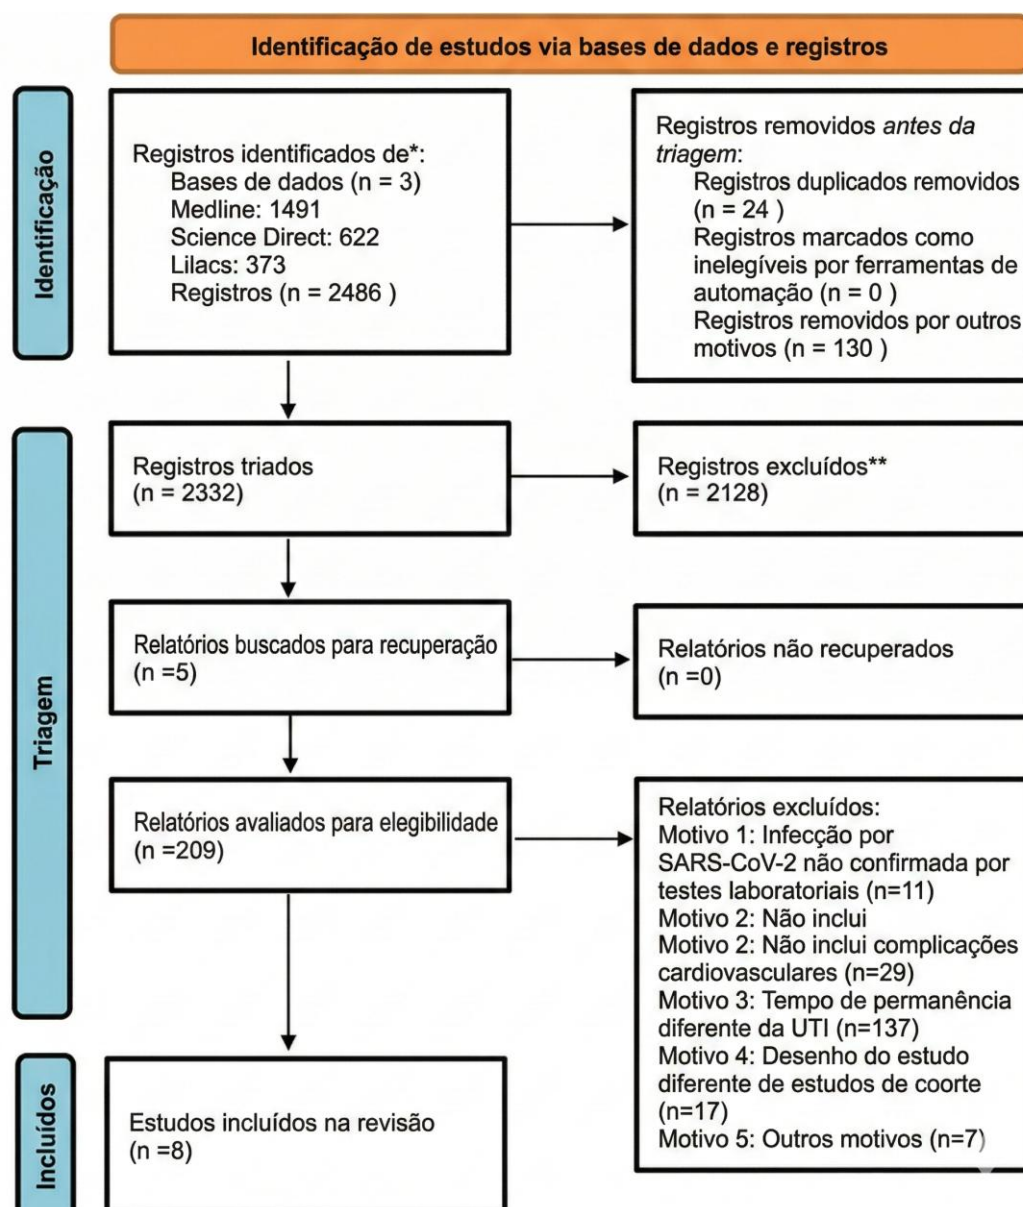 Identificação de estudos via bases de dados e registros
Identificação
Registros identificados de*:
Bases de dados (n = 3)
Medline: 1491
Science Direct: 622
Lilacs: 373
Registros (n = 2486 )
Registros removidos antes da
triagem:
Registros duplicados removidos
(n = 24 )
Registros marcados como
inelegíveis por ferramentas de
automação (n = 0 )
Registros removidos por outros
motivos (n = 130 )
Triagem
Registros triados
(n = 2332)
Registros excluídos**
(n = 2128)
Relatórios buscados para recuperação
(n =5)
Relatórios não recuperados
(n =0)
Relatórios avaliados para elegibilidade
(n =209)
Relatórios excluídos:
Motivo 1: Infecção por
SARS-CoV-2 não confirmada por
testes laboratoriais (n=11)
Motivo 2: Não inclui
Motivo 2: Não inclui complicações
cardiovasculares (n=29)
Motivo 3: Tempo de permanência
diferente da UTI (n=137)
Motivo 4: Desenho do estudo
diferente de estudos de coorte
(n=17)
Motivo 5: Outros motivos (n=7)
Incluídos
Estudos incluídos na revisão
(n =8)